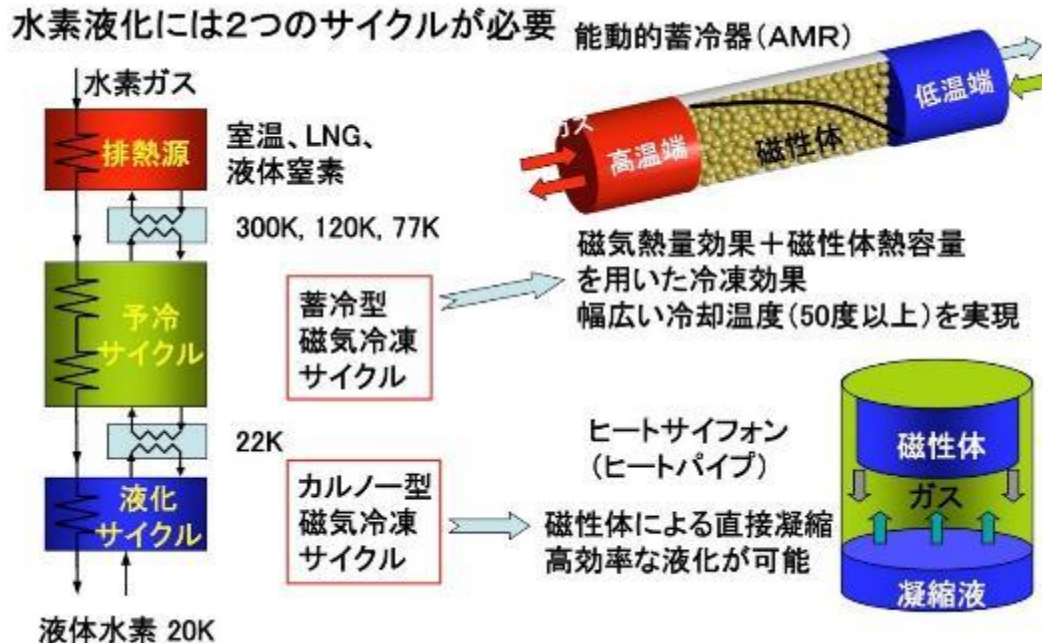 水素液化には２つのサイクルが必要
能動的蓄冷器(AMR)
水素ガス
排熱源
室温、LNG、
液体窒素
300K, 120K, 77K
予冷
サイクル
22K
液化
サイクル
液体水素 20K
蓄冷型
磁気冷凍
サイクル
カルノー型
磁気冷凍
サイクル
ガス
高温端
磁性体
低温端
磁気熱量効果＋磁性体熱容量
を用いた冷凍効果
幅広い冷却温度(50度以上)を実現
ヒートサイフォン
(ヒートパイプ)
磁性体による直接凝縮
高効率な液化が可能
磁性体
ガス
凝縮液